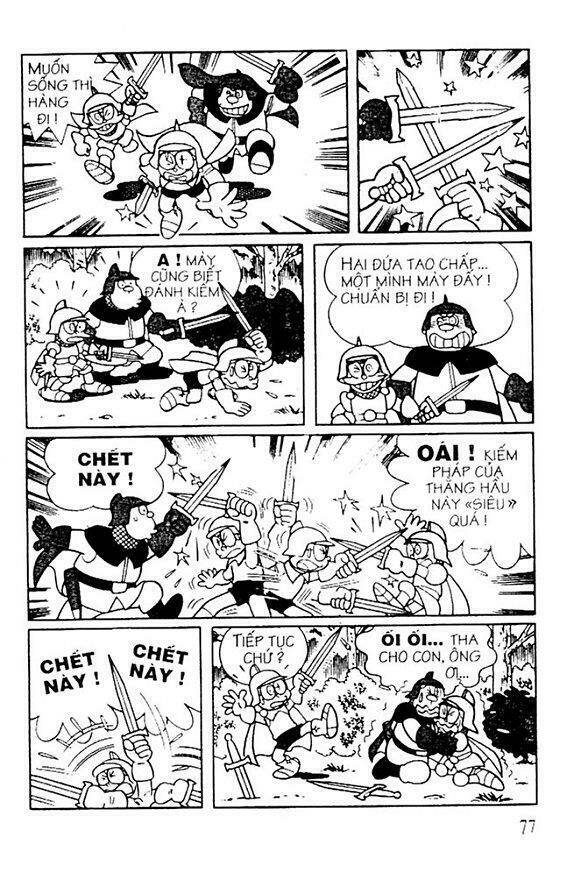 MUỐN
SỐNG THÌ
HÀNG
ĐI !
A ! MÀY
CŨNG BIẾT
ĐÁNH KIẾM
À ?
HAI ĐỨA TAO CHẤP...
MỘT MÌNH MÀY ĐẤY !
CHUẨN BỊ ĐI !
CHẾT
NÀY !
OÁI ! KIẾM
PHÁP CỦA
THẰNG HẦU
NÀY «SIÊU»
QUÁ !
CHẾT
NÀY !
CHẾT
NÀY !
TIẾP TỤC
CHỨ ?
ỐI ỐI... THA
CHO CON, ÔNG
ƠI...
77